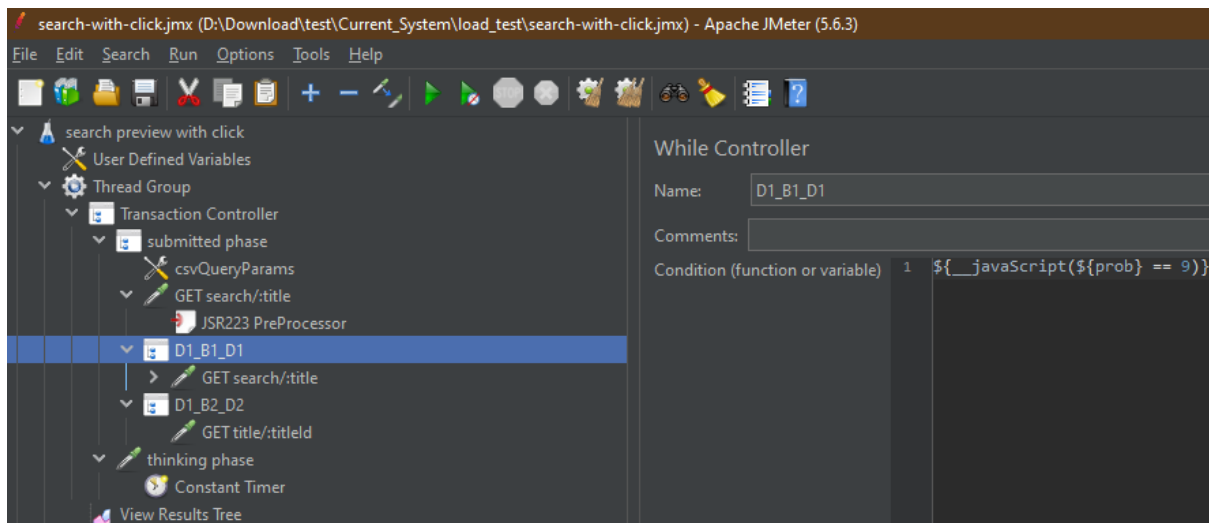 search-with-click.jmx (D:\Download\test\Current_System\load_test\search-with-click.jmx) - Apache JMeter (5.6.3)
File Edit Search Run Options Tools Help
STOP
search preview with click
User Defined Variables
Thread Group
Transaction Controller
submitted phase
csvQueryParams
GET search/:title
JSR223 PreProcessor
D1_B1_D1
GET search/:title
D1_B2_D2
GET title/:titleId
thinking phase
Constant Timer
View Results Tree
While Controller
Name: D1_B1_D1
Comments:
Condition (function or variable) 1 ${__javaScript(${prob} == 9)}